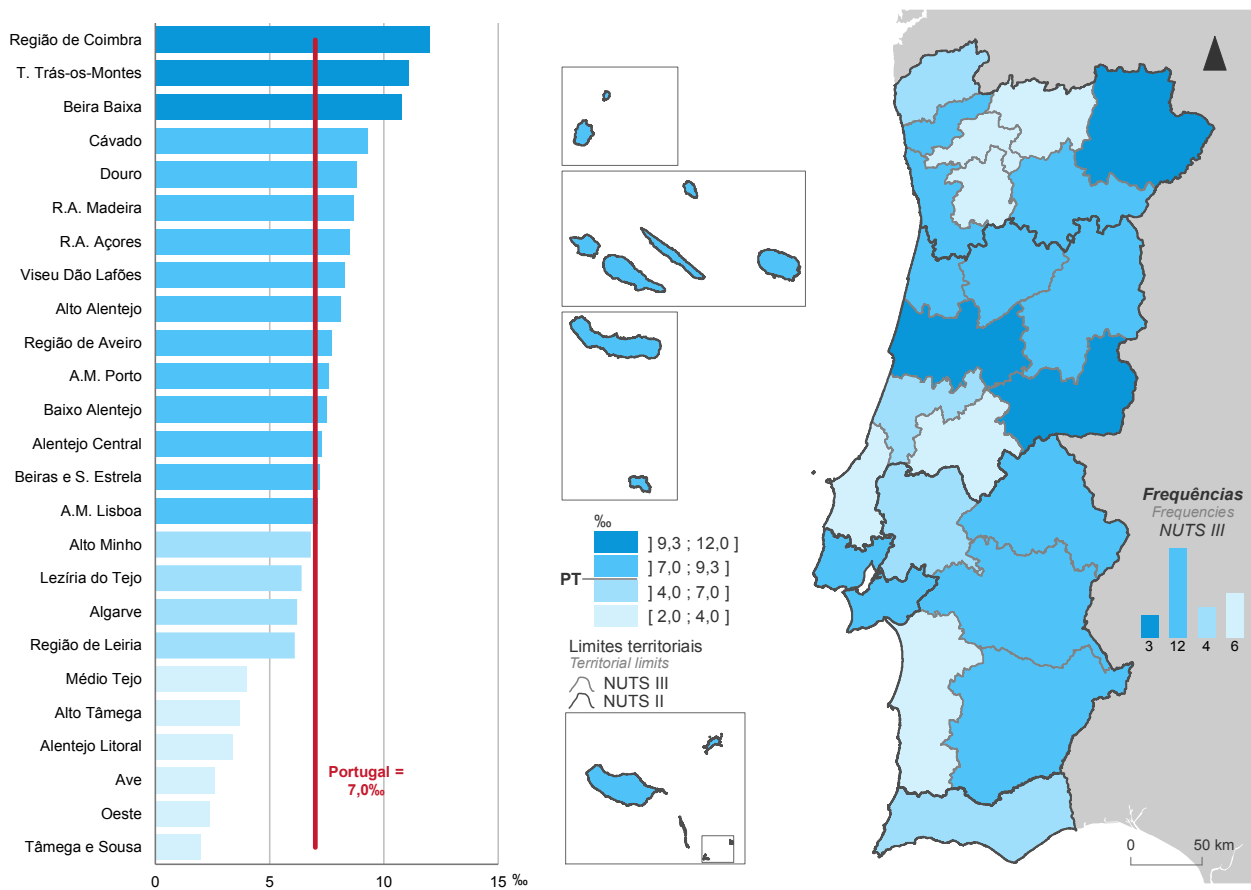 Região de Coimbra
T. Trás-os-Montes
Beira Baixa
Cávado
Douro
R.A. Madeira
R.A. Açores
Viseu Dão Lafões
Alto Alentejo
Região de Aveiro
A.M. Porto
Baixo Alentejo
Alentejo Central
Beiras e S. Estrela
A.M. Lisboa
Alto Minho
Lezíria do Tejo
Algarve
Região de Leiria
Médio Tejo
Alto Tâmega
Alentejo Litoral
Ave
Oeste
Tâmega e Sousa
Portugal =
7,0‰
0 5 10 15 ‰
‰
] 9,3 ; 12,0 ]
] 7,0 ; 9,3 ]
PT
] 4,0 ; 7,0 ]
[ 2,0 ; 4,0 ]
Limites territoriais
Territorial limits
NUTS III
NUTS II
Frequências
Frequencies
NUTS III
3 12 4 6
0 50 km